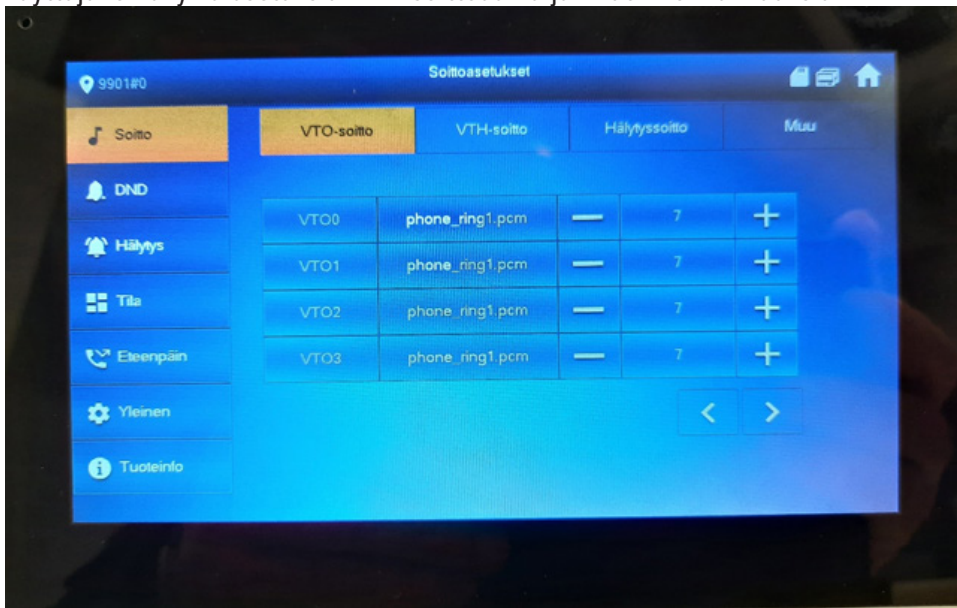 Soittoasetukset
9901#0
Soitto
VTO-soitto
VTH-soitto
Hälytyssoitto
Muu
DND
VTO0 phone_ring1.pcm 7
Hälytys
VTO1 phone_ring1.pcm 7
Tila
VTO2 phone_ring1.pcm 7
Eteenpäin
VTO3 phone_ring1.pcm 7
Yleinen
Tuoteinfo